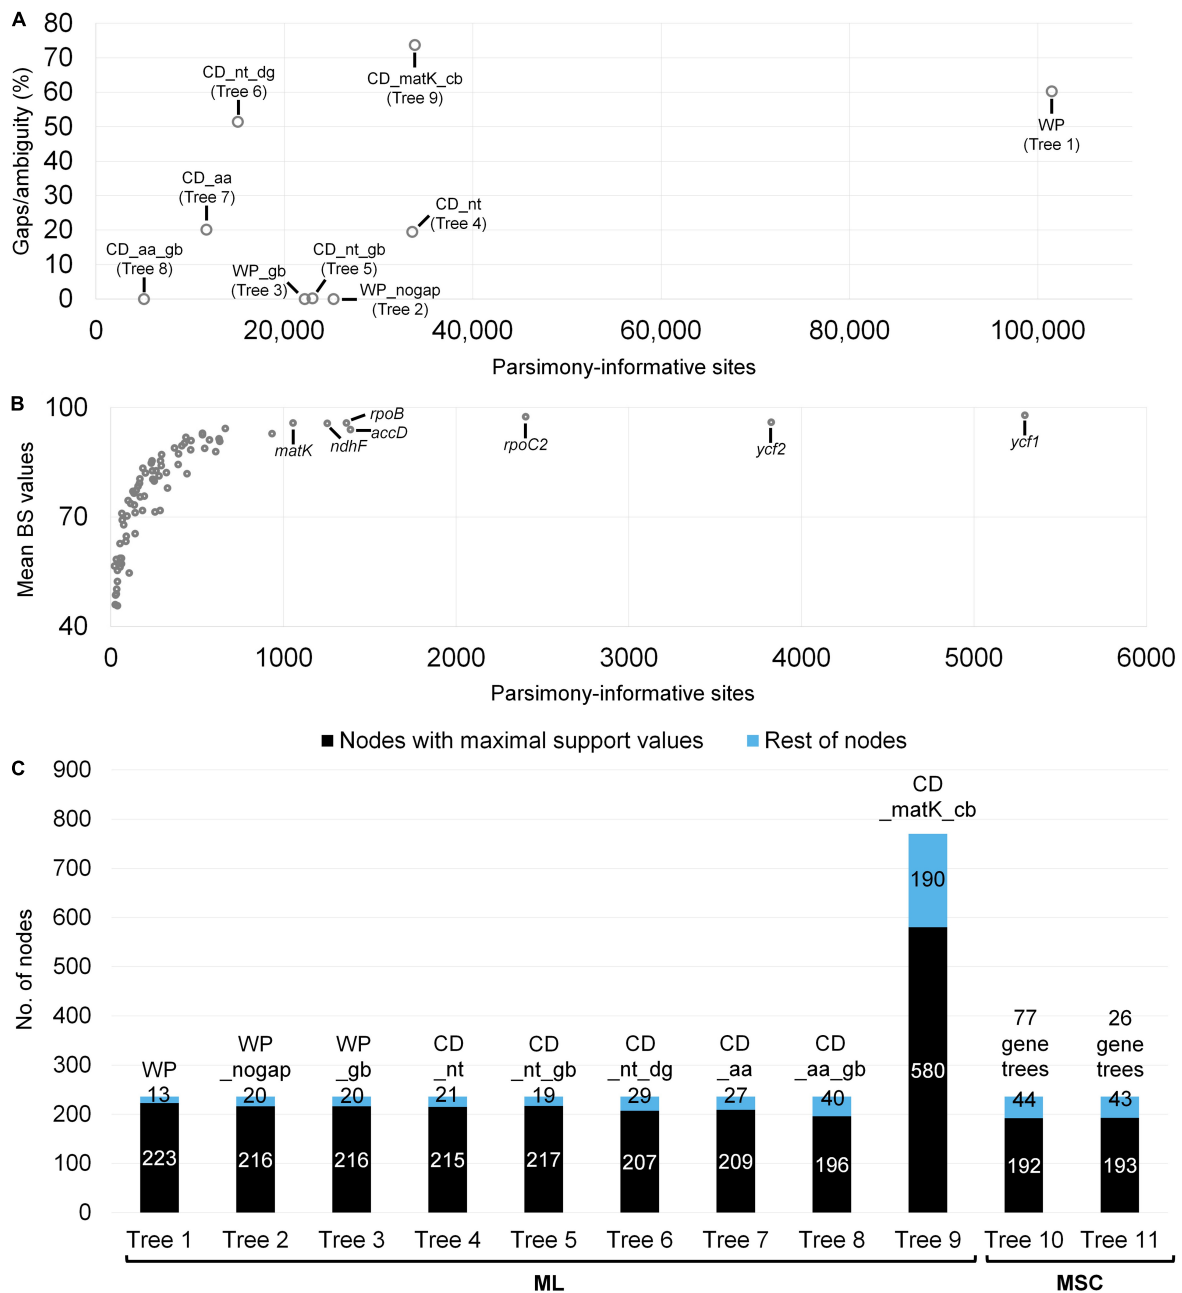 A
80
70
60
50
40
30
20
10
0
Gaps/ambiguity (%)
CD_nt_dg
(Tree 6)
CD_matK_cb
(Tree 9)
WP
(Tree 1)
CD_aa
(Tree 7)
CD_nt
(Tree 4)
CD_aa_gb
(Tree 8)
WP_gb
(Tree 3)
CD_nt_gb
(Tree 5)
WP_nogap
(Tree 2)
0 20,000 40,000 60,000 80,000 100,000
Parsimony-informative sites
B
100
70
40
Mean BS values
matK
ndhF
rpoB
accD
rpoC2
ycf2
ycf1
0 1000 2000 3000 4000 5000 6000
Parsimony-informative sites
Nodes with maximal support values Rest of nodes
C
900
800
700
600
500
400
300
200
100
0
No. of nodes
WP
13
223
WP
_nogap
20
216
WP
_gb
20
216
CD
_nt
21
215
CD
_nt_gb
19
217
CD
_nt_dg
29
207
CD
_aa
27
209
CD
_aa_gb
40
196
CD
_matK_cb
190
580
77
gene
trees
44
192
26
gene
trees
43
193
Tree 1 Tree 2 Tree 3 Tree 4 Tree 5 Tree 6 Tree 7 Tree 8 Tree 9 Tree 10 Tree 11
ML MSC